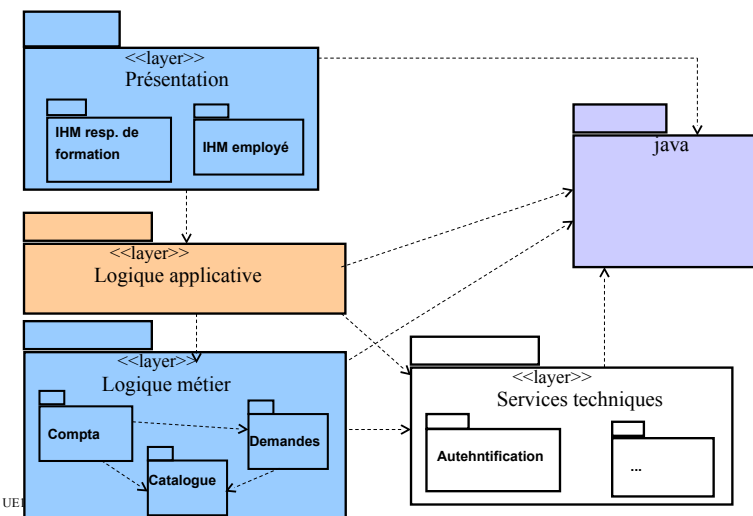 <<layer>>
Présentation
IHM resp. de
formation
IHM employé
java
<<layer>>
Logique applicative
<<layer>>
Logique métier
Compta
Demandes
Catalogue
<<layer>>
Services techniques
Autehntification
...